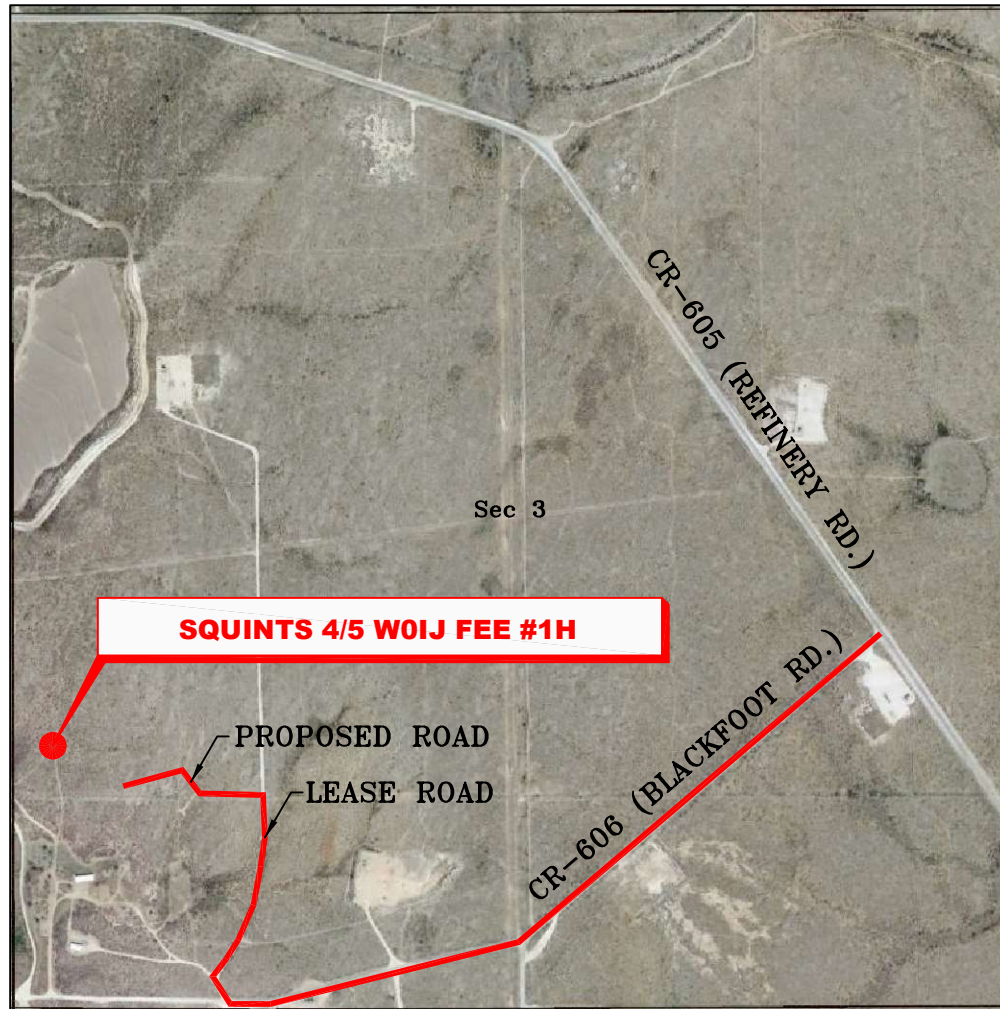 CR-605 (REFINERY RD.)
Sec 3
SQUINTS 4/5 W0IJ FEE #1H
PROPOSED ROAD
LEASE ROAD
CR-606 (BLACKFOOT RD.)